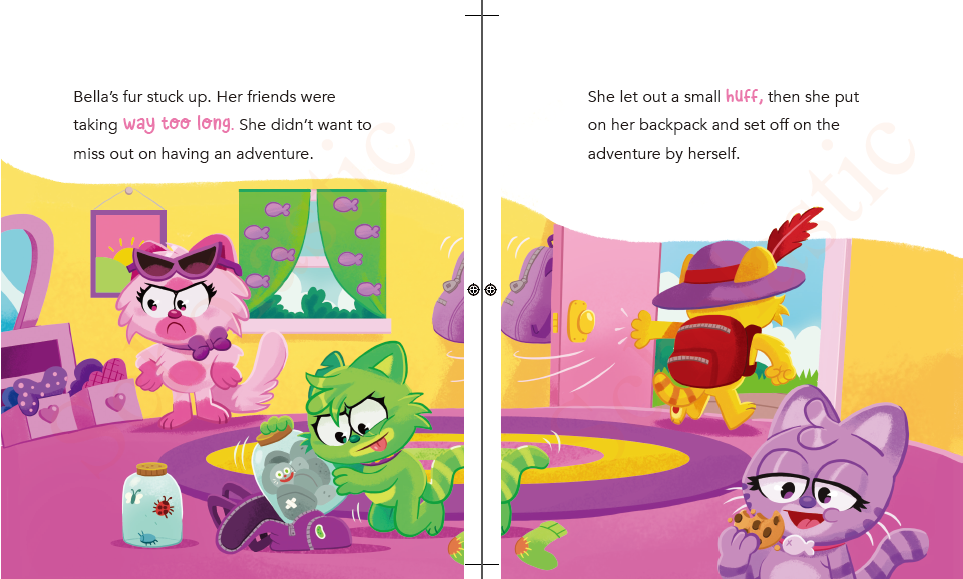 Bella’s fur stuck up. Her friends were
taking way too long. She didn’t want to
miss out on having an adventure.
She let out a small huff, then she put
on her backpack and set off on the
adventure by herself.